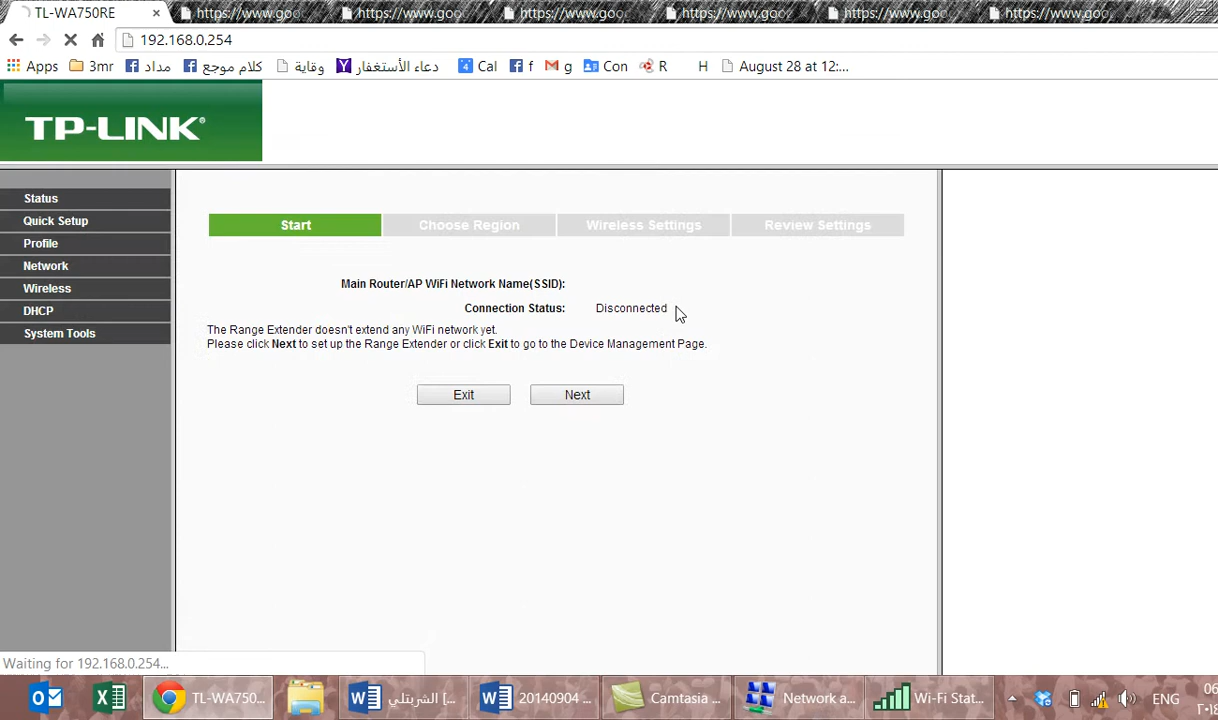 TL-WA750RE
https://www.goo
https://www.goo
https://www.goo
https://www.goo
https://www.goo
https://www.goo
192.168.0.254
Apps
3mr
مداد
كلام موجع
وقاية
دعاء الأستغفار
4 Cal
f
g
Con
R
H
August 28 at 12:...
TP-LINK®
Status
Quick Setup
Profile
Network
Wireless
DHCP
System Tools
Start
Choose Region
Wireless Settings
Review Settings
Main Router/AP WiFi Network Name(SSID):
Connection Status: Disconnected
The Range Extender doesn't extend any WiFi network yet.
Please click Next to set up the Range Extender or click Exit to go to the Device Management Page.
Exit
Next
Waiting for 192.168.0.254...
TL-WA750...
الشربتلي [...
20140904 ...
Camtasia ...
Network a...
Wi-Fi Stat...
ENG